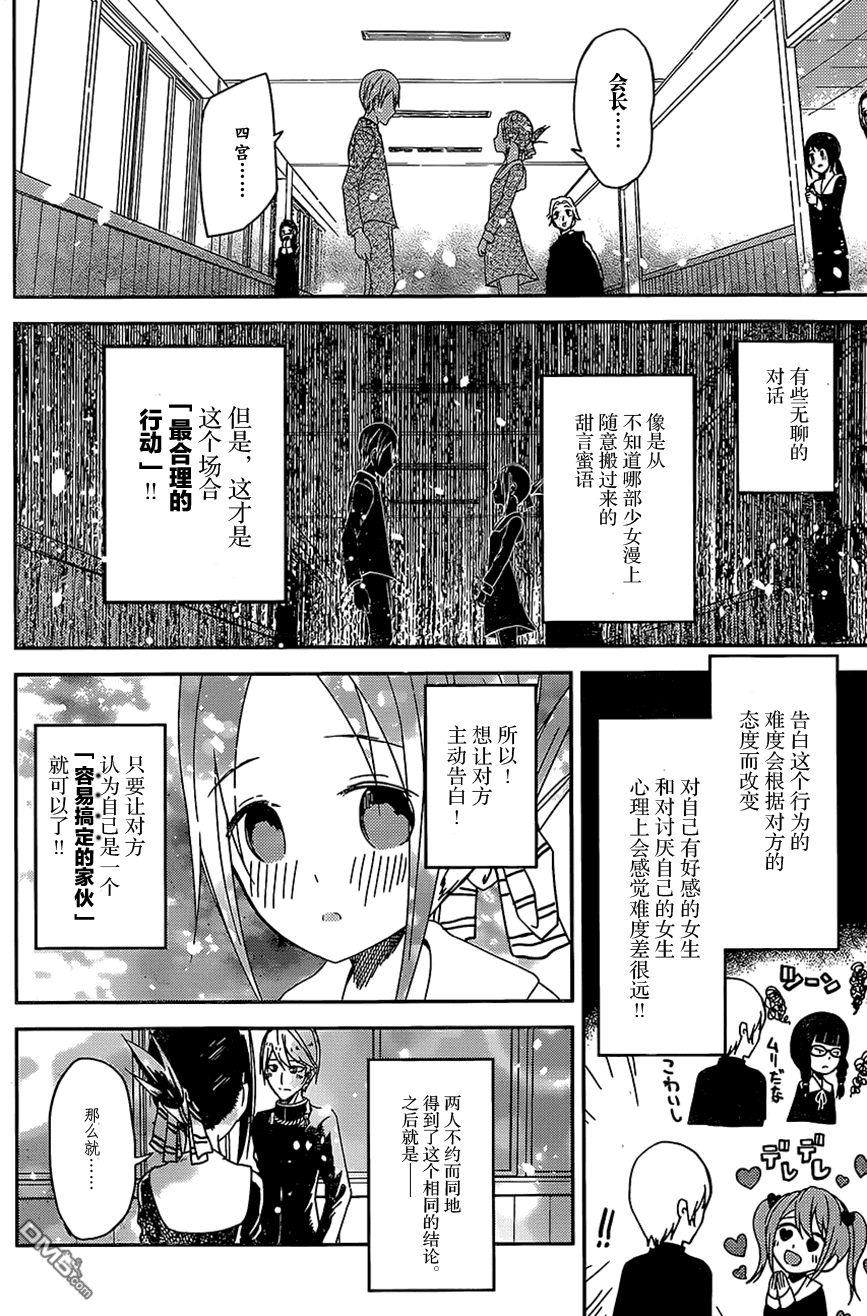 会长……
四宫……
有些无聊的
对话
像是从
不知道哪部少女漫上
随意搬过来的
甜言蜜语
但是，这才是
这个场合
「最合理的
行动」!!
告白这个行为的
难度会根据对方的
态度而改变
对自己有好感的女生
和对讨厌自己的女生
心理上会感觉难度差很远!!
ツーン
ムリだな
こわいし
デレデレ
所以！
想让对方
主动告白！
只要让对方
认为自己是一个
「容易搞定的家伙」
就可以了!!
两人不约而同地
得到了这个相同的结论。
之后就是——
那么就……
DM5.com